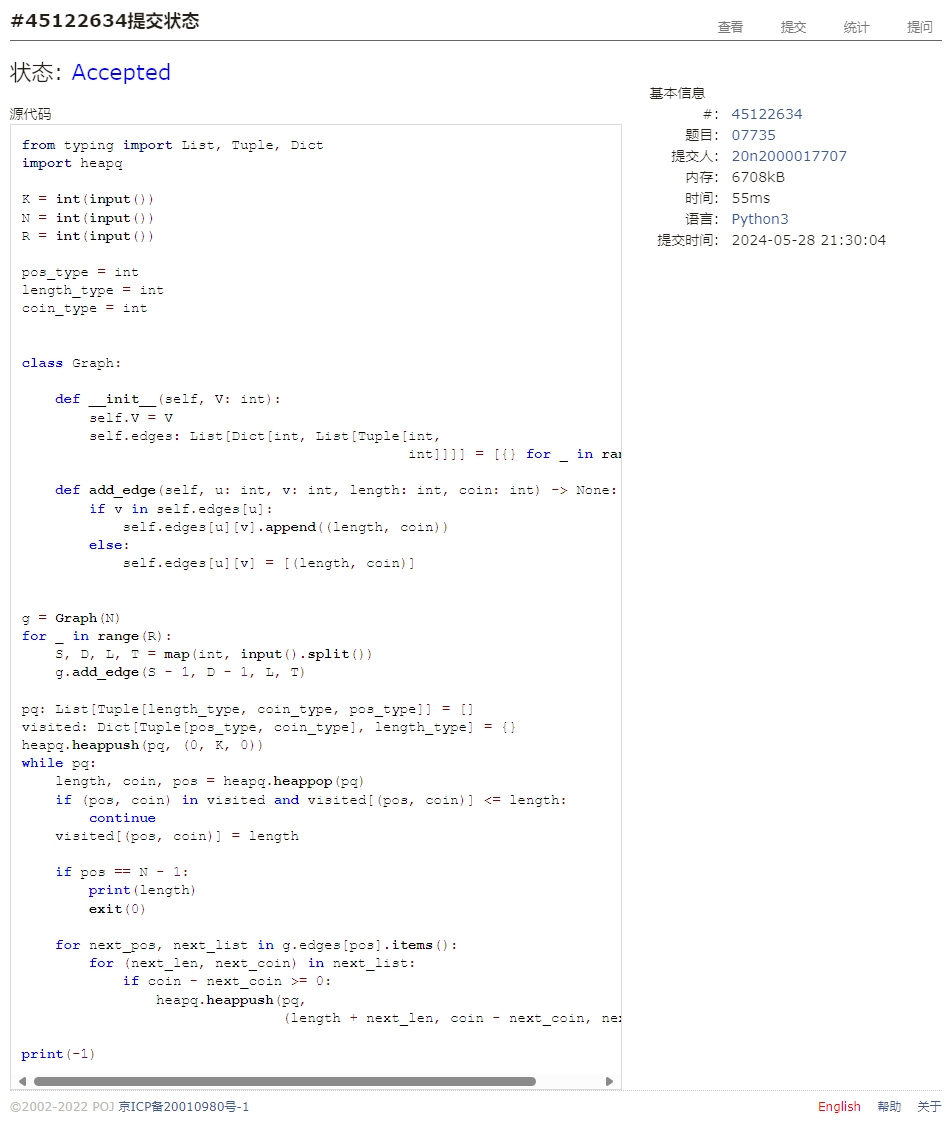 #45122634提交状态
查看 提交 统计 提问
状态: Accepted
源代码
from typing import List, Tuple, Dict
import heapq

K = int(input())
N = int(input())
R = int(input())

pos_type = int
length_type = int
coin_type = int


class Graph:

    def __init__(self, V: int):
        self.V = V
        self.edges: List[Dict[int, List[Tuple[int,
                                              int]]]] = [{} for _ in ran

    def add_edge(self, u: int, v: int, length: int, coin: int) -> None:
        if v in self.edges[u]:
            self.edges[u][v].append((length, coin))
        else:
            self.edges[u][v] = [(length, coin)]


g = Graph(N)
for _ in range(R):
    S, D, L, T = map(int, input().split())
    g.add_edge(S - 1, D - 1, L, T)

pq: List[Tuple[length_type, coin_type, pos_type]] = []
visited: Dict[Tuple[pos_type, coin_type], length_type] = {}
heapq.heappush(pq, (0, K, 0))
while pq:
    length, coin, pos = heapq.heappop(pq)
    if (pos, coin) in visited and visited[(pos, coin)] <= length:
        continue
    visited[(pos, coin)] = length

    if pos == N - 1:
        print(length)
        exit(0)

    for next_pos, next_list in g.edges[pos].items():
        for (next_len, next_coin) in next_list:
            if coin - next_coin >= 0:
                heapq.heappush(pq,
                               (length + next_len, coin - next_coin, nex

print(-1)
基本信息
#: 45122634
题目: 07735
提交人: 20n2000017707
内存: 6708kB
时间: 55ms
语言: Python3
提交时间: 2024-05-28 21:30:04
©2002-2022 POJ 京ICP备20010980号-1
English 帮助 关于